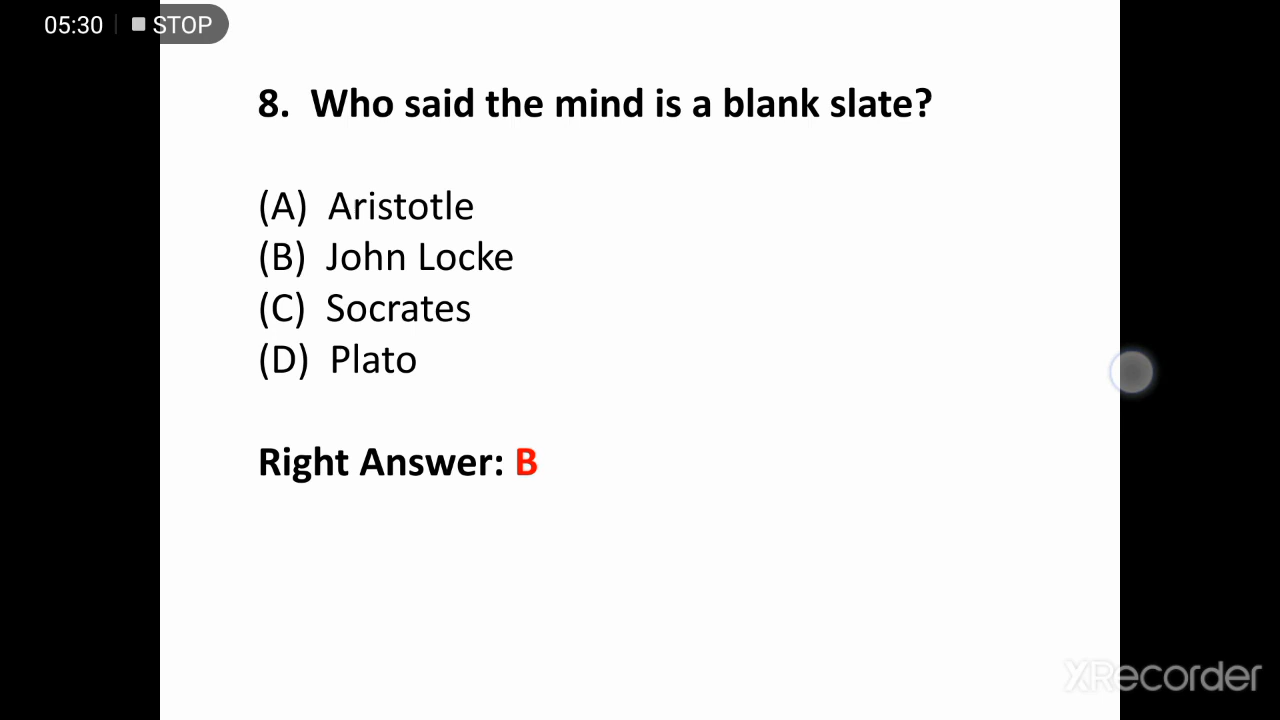 05:30 STOP
8. Who said the mind is a blank slate?
(A) Aristotle
(B) John Locke
(C) Socrates
(D) Plato
Right Answer: B
XRecorder